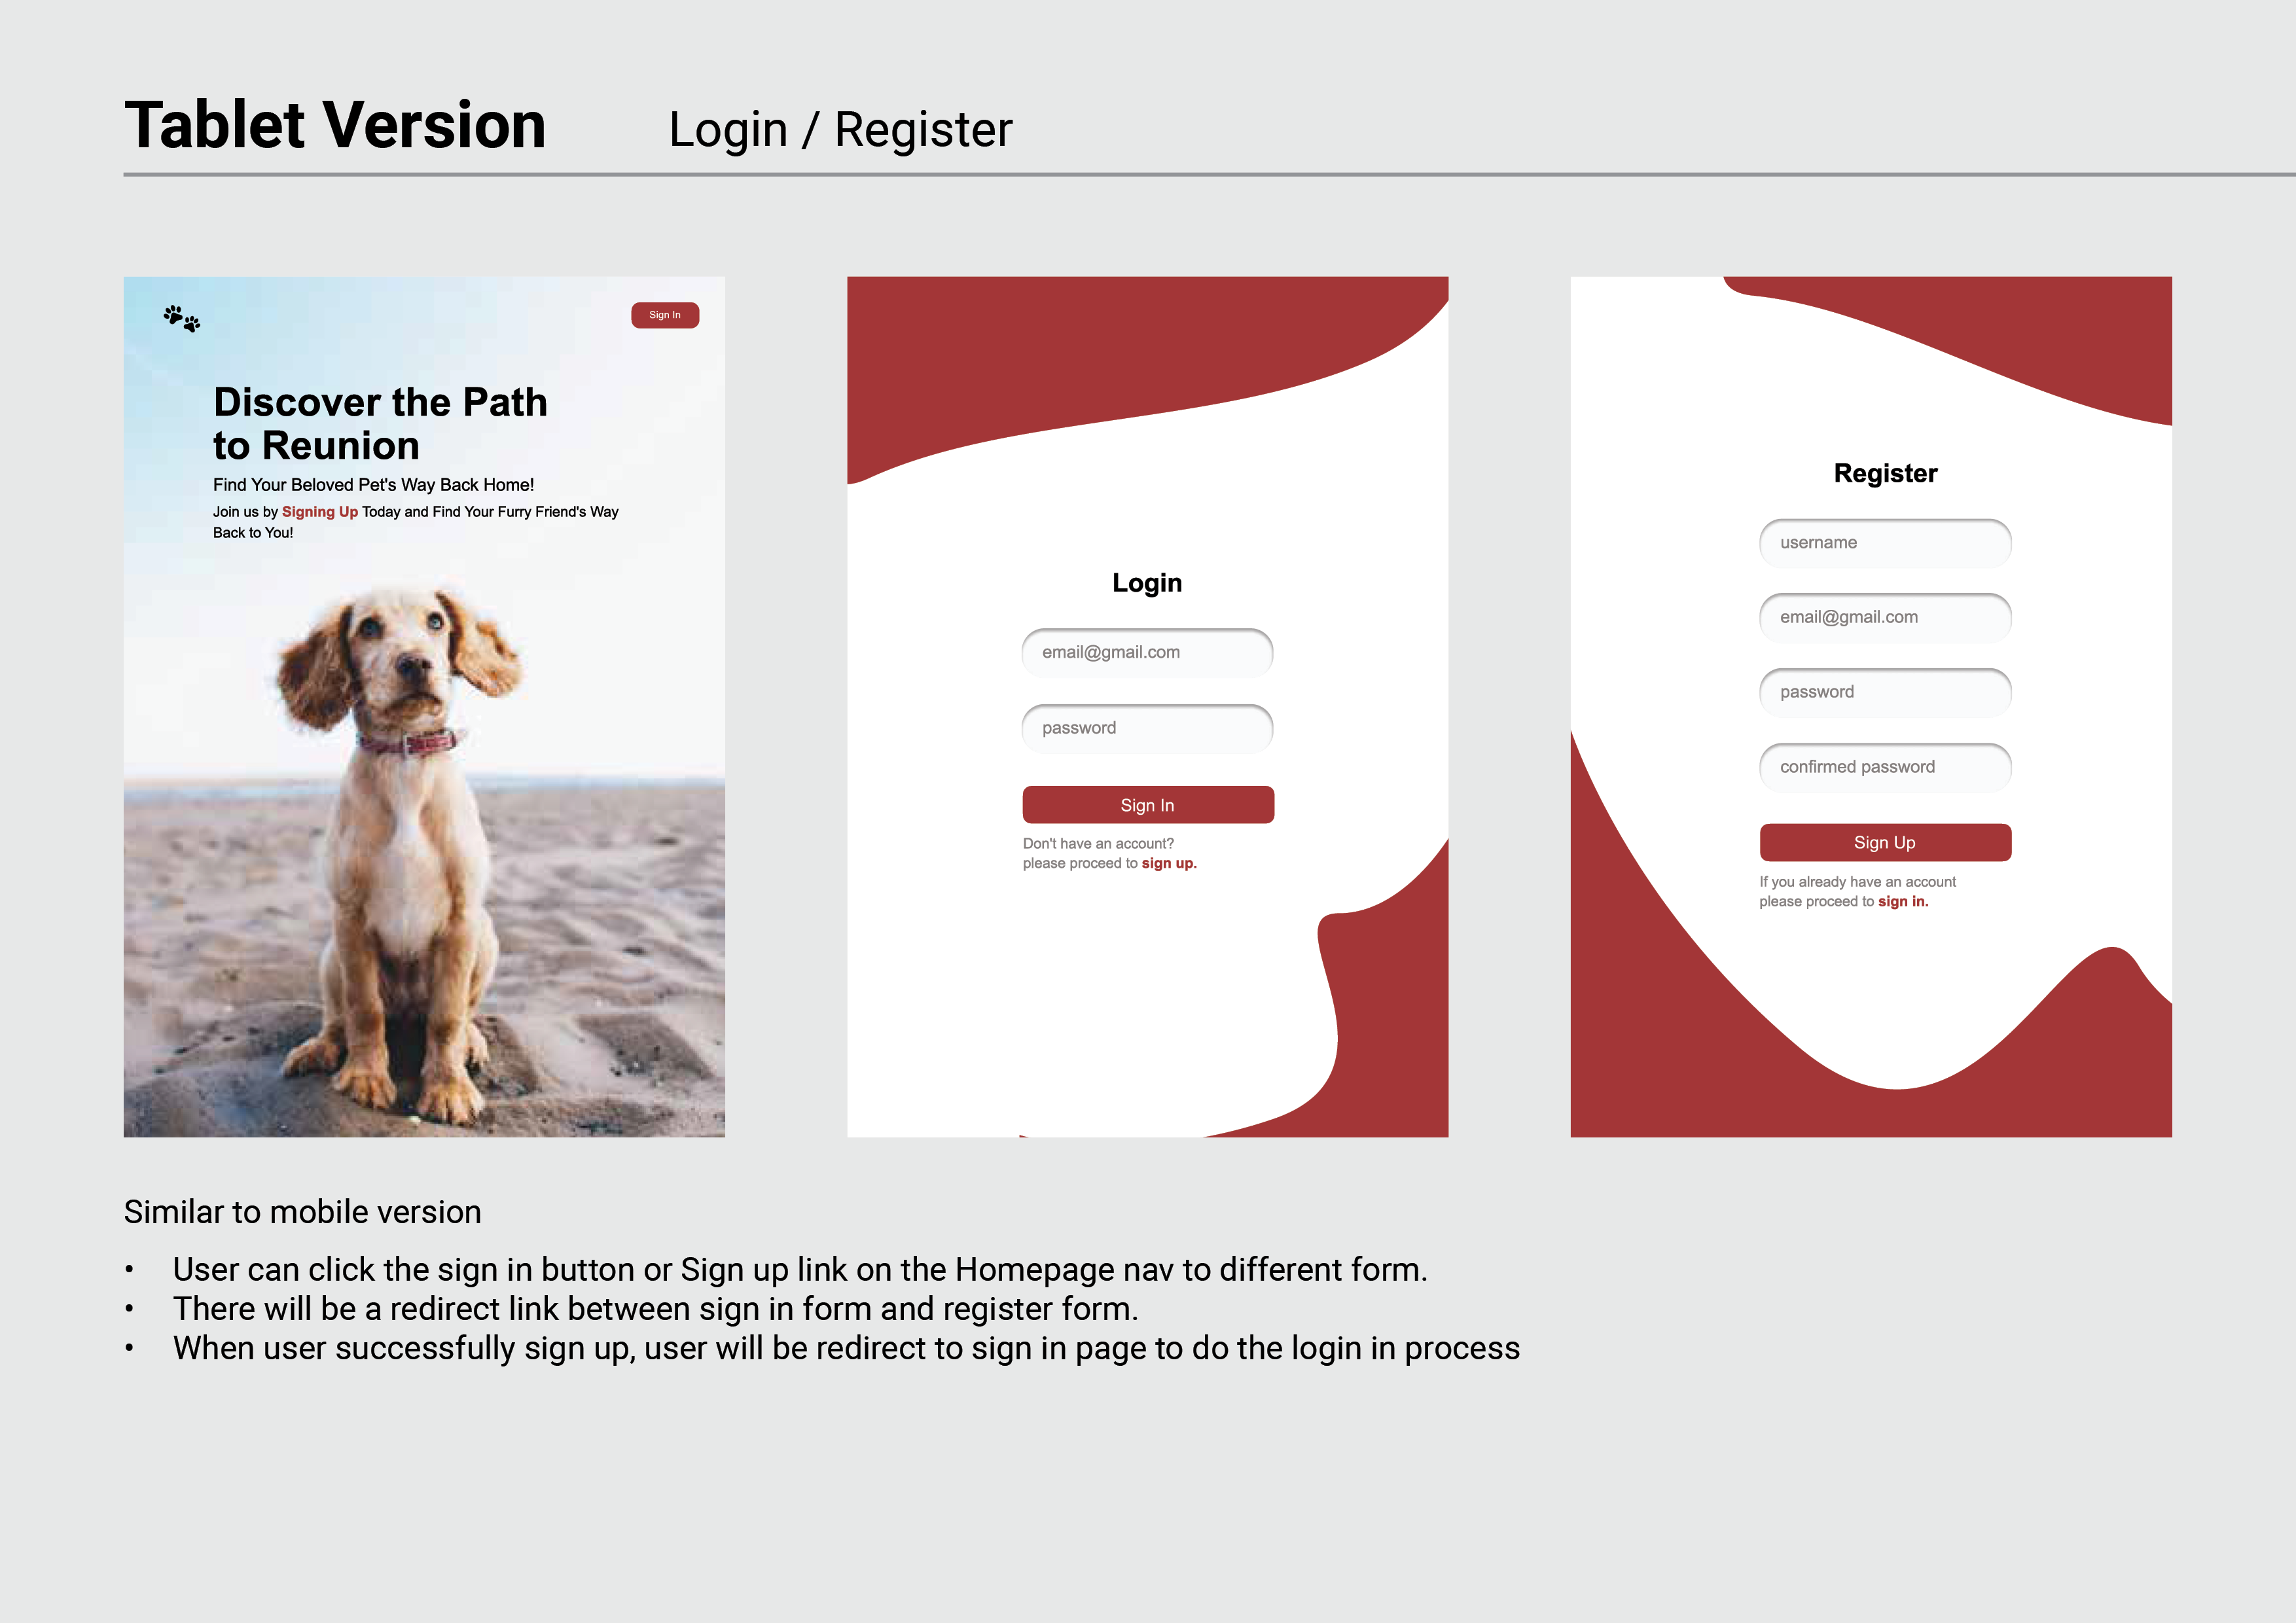 Tablet Version
Login / Register
Sign In
Discover the Path
to Reunion
Find Your Beloved Pet's Way Back Home!
Join us by Signing Up Today and Find Your Furry Friend's Way
Back to You!
Login
email@gmail.com
password
Sign In
Don't have an account?
please proceed to sign up.
Register
username
email@gmail.com
password
confirmed password
Sign Up
If you already have an account
please proceed to sign in.
Similar to mobile version
• User can click the sign in button or Sign up link on the Homepage nav to different form.
• There will be a redirect link between sign in form and register form.
• When user successfully sign up, user will be redirect to sign in page to do the login in process